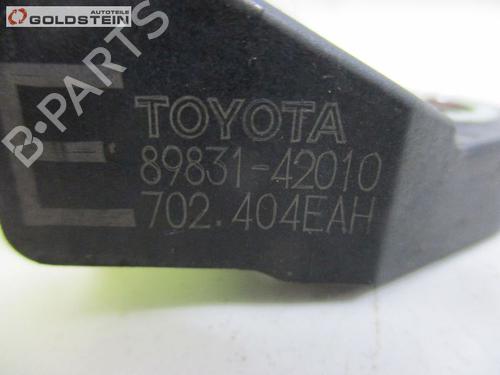 AUTOTEILE
GOLDSTEIN
B-PARTS
E
TOYOTA
89831-42010
702.404EAH